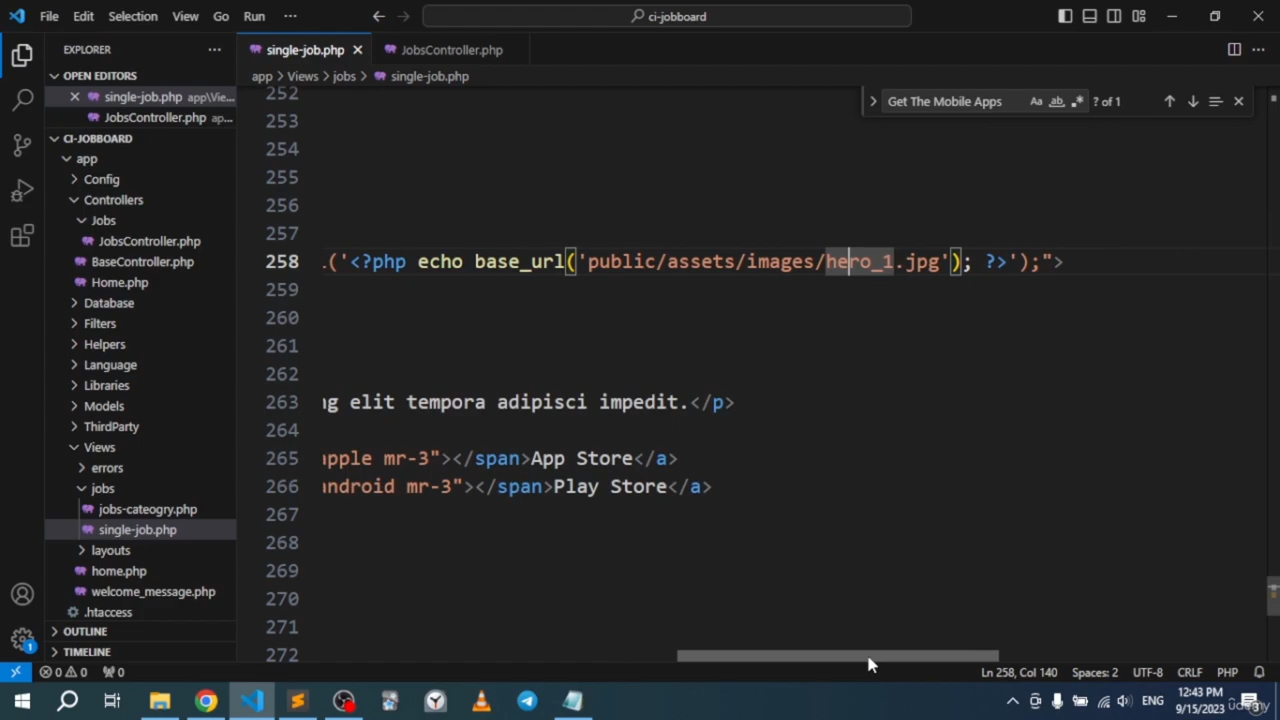 File Edit Selection View Go Run ··· ci-jobboard
EXPLORER ··· single-job.php JobsController.php
OPEN EDITORS
single-job.php app\Vie...
JobsController.php ap...
CI-JOBBOARD
app
Config
Controllers
Jobs
JobsController.php
BaseController.php
Home.php
Database
Filters
Helpers
Language
Libraries
Models
ThirdParty
Views
errors
jobs
jobs-cateogry.php
single-job.php
layouts
home.php
welcome_message.php
.htaccess
OUTLINE
TIMELINE
app > Views > jobs > single-job.php
Get The Mobile Apps Aa ab .* ? of 1
252
253
254
255
256
257
258 .('<?php echo base_url('public/assets/images/hero_1.jpg'); ?>');">
259
260
261
262
263 ng elit tempora adipisci impedit.</p>
264
265 apple mr-3"></span>App Store</a>
266 android mr-3"></span>Play Store</a>
267
268
269
270
271
272
0 0 0 Ln 258, Col 140 Spaces: 2 UTF-8 CRLF PHP
1
ENG 12:43 PM
9/15/2023
udemy